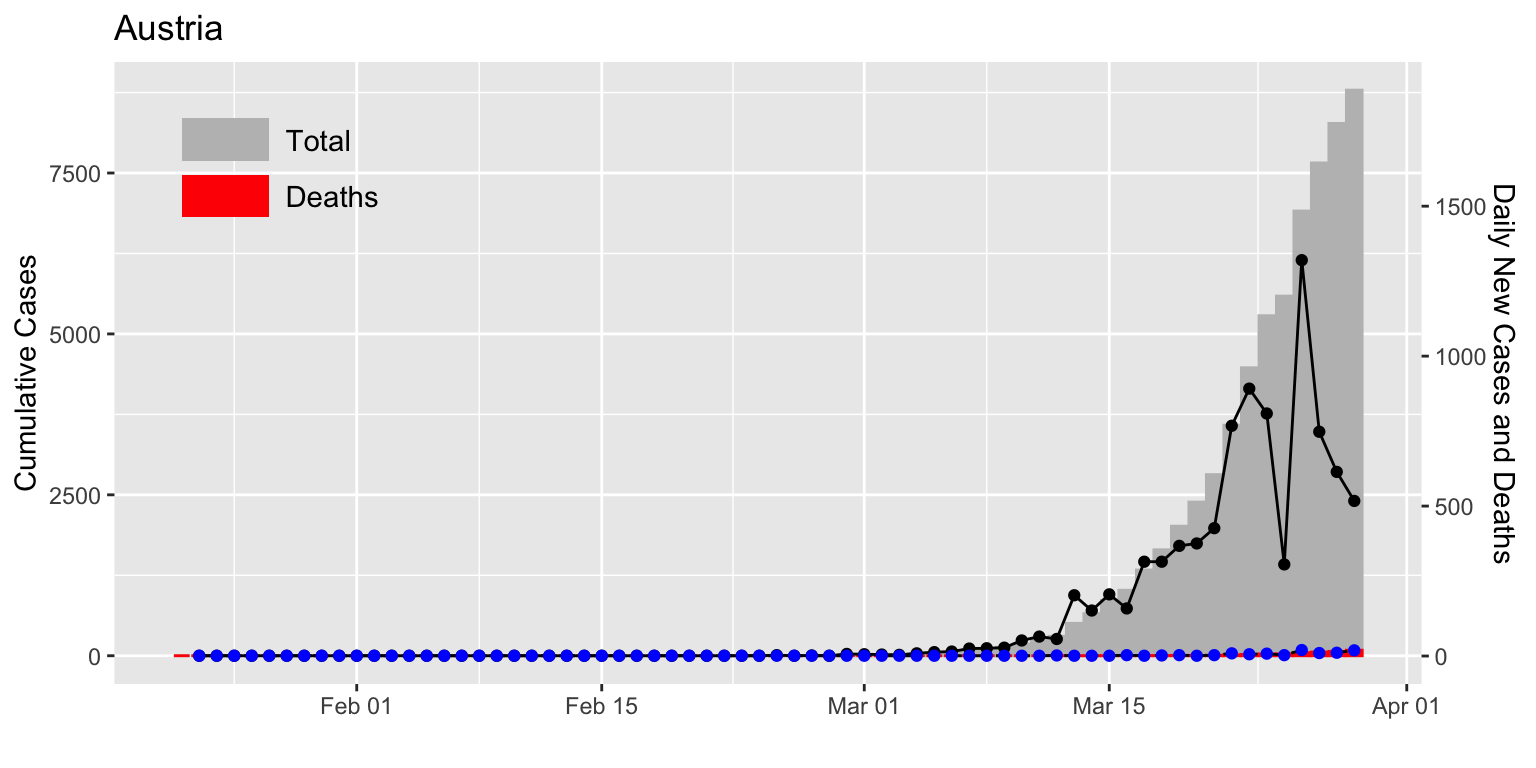 Austria
Total
Deaths
Cumulative Cases
7500
5000
2500
0
1500
1000
500
0
Daily New Cases and Deaths
Feb 01
Feb 15
Mar 01
Mar 15
Apr 01